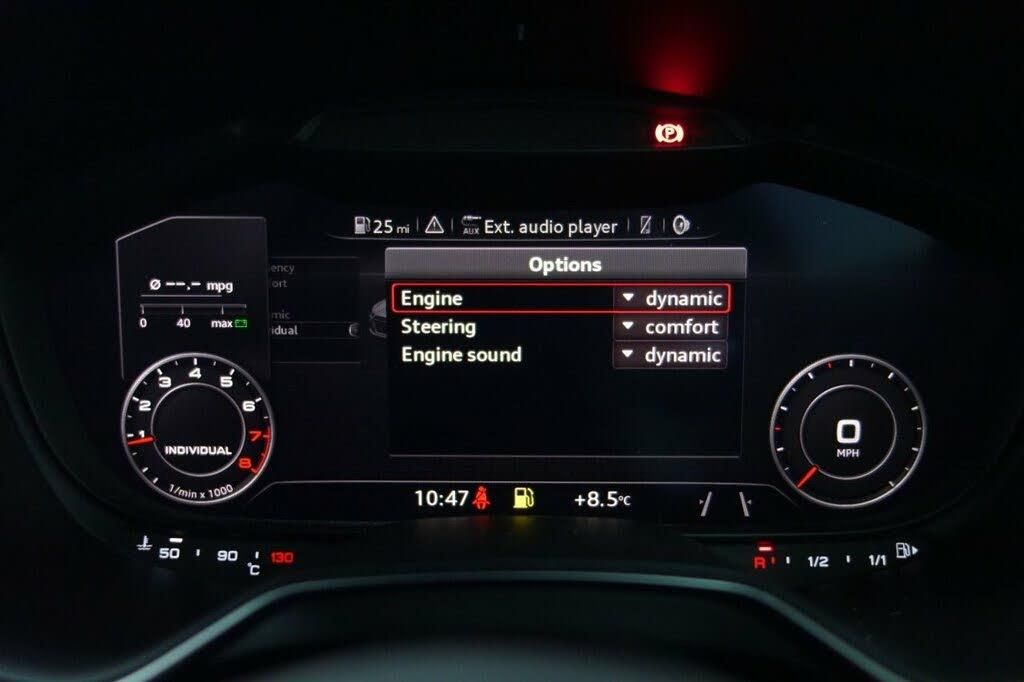 P
25 mi AUX Ext. audio player
Options
Engine dynamic
Steering comfort
Engine sound dynamic
Ø --.- mpg
0 40 max
1 2 3 4 5 6 7 8
INDIVIDUAL
1/min x 1000
0
MPH
10:47 +8.5°C
50 90 130
°C
R 1/2 1/1